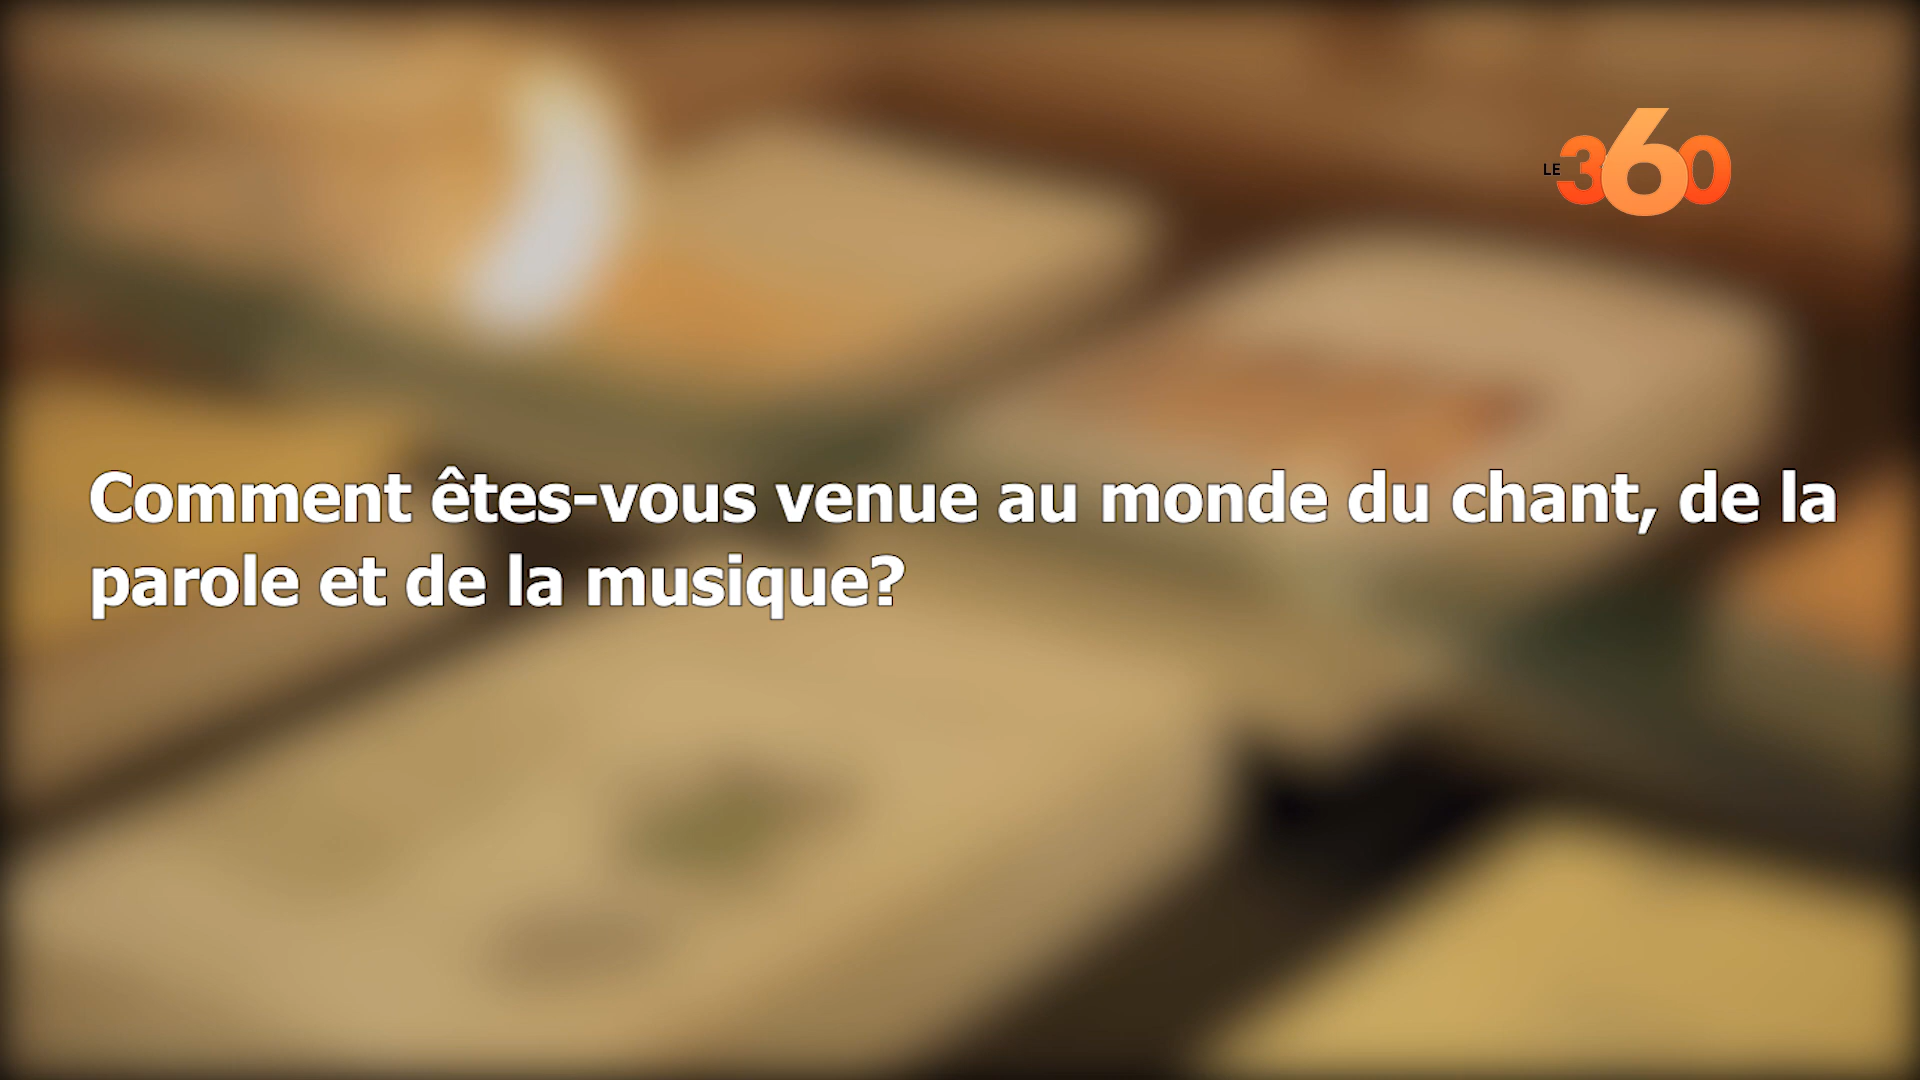 LE 360
Comment êtes-vous venue au monde du chant, de la
parole et de la musique?